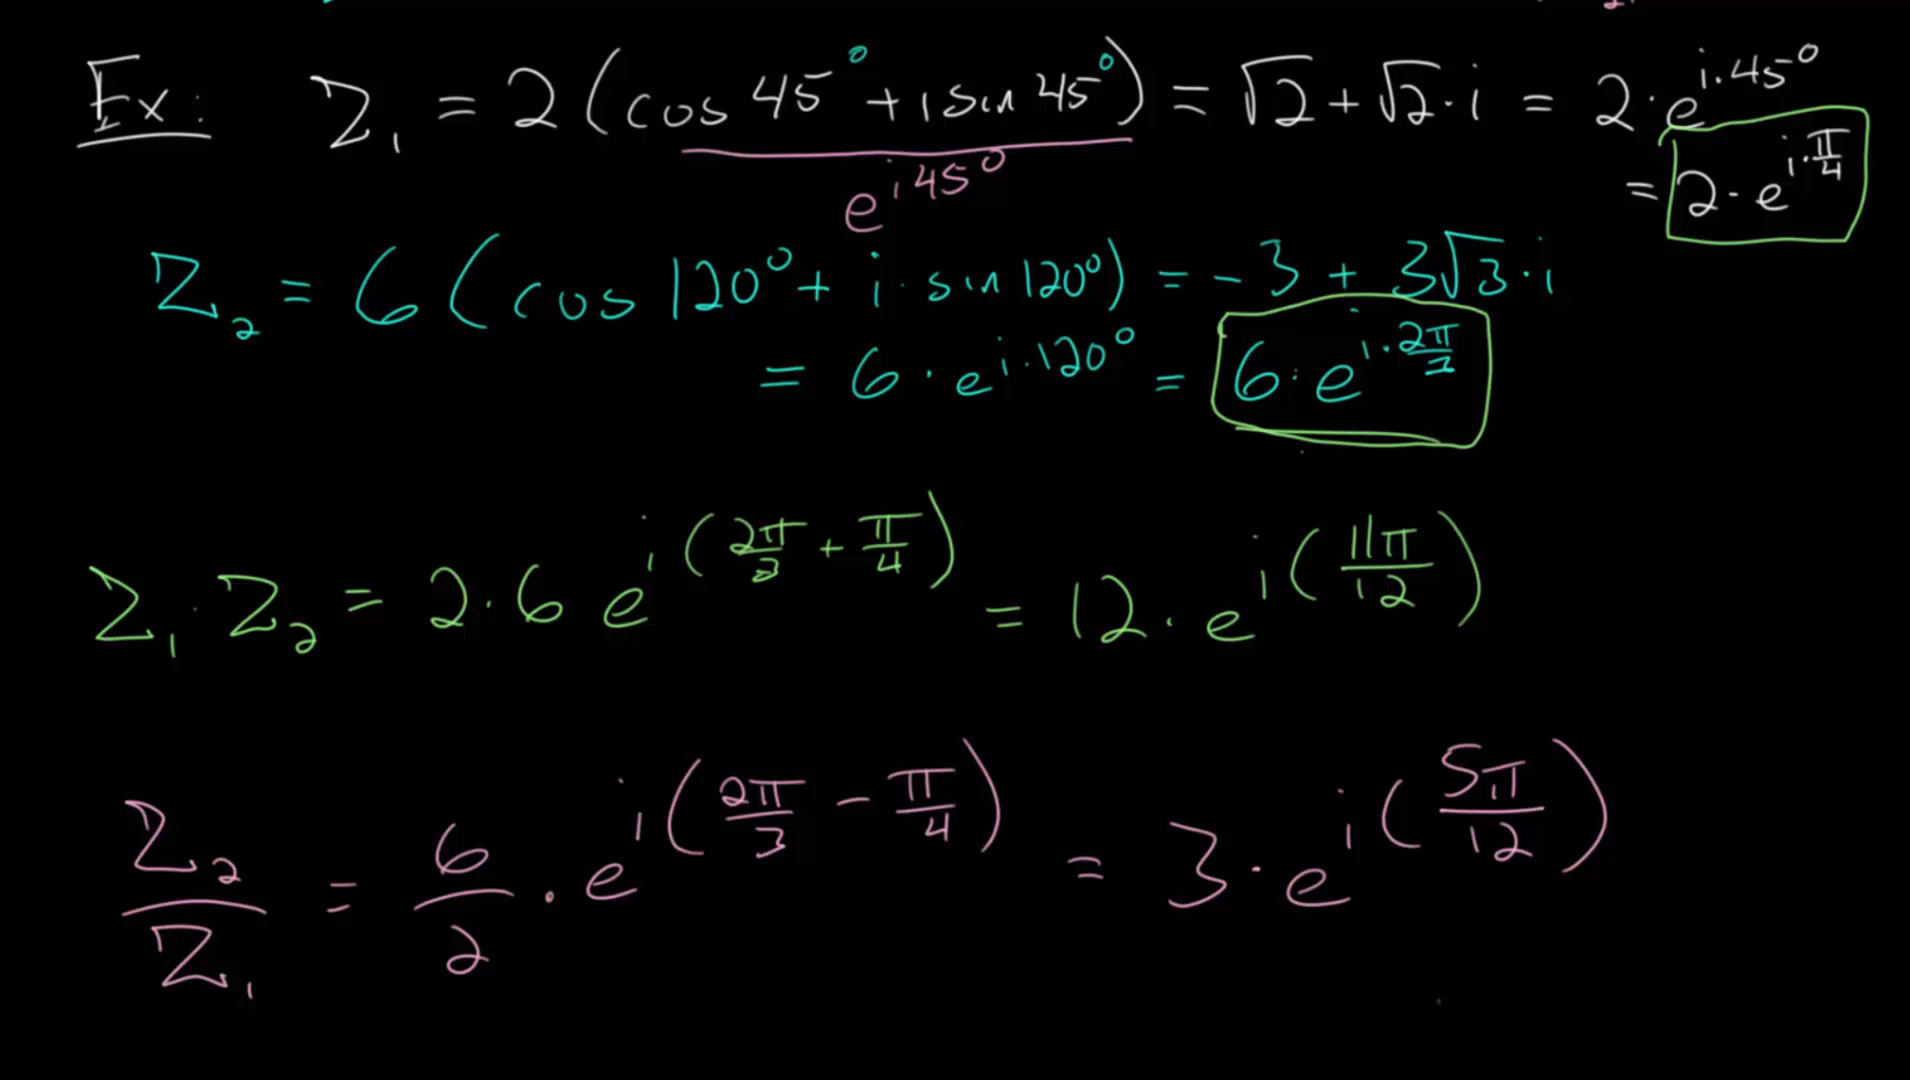 Ex: Z₁ = 2 (cos 45° + i sin 45°) = √2 + √2 · i = 2 · e^{i·45°}
e^{i45°}
= 2 · e^{i·π/4}
Z₂ = 6 (cos 120° + i · sin 120°) = -3 + 3√3 · i
= 6 · e^{i·120°} = 6 · e^{i·2π/3}
Z₁ · Z₂ = 2 · 6 e^{i(2π/3 + π/4)} = 12 · e^{i(11π/12)}
Z₂/Z₁ = 6/2 · e^{i(2π/3 - π/4)} = 3 · e^{i(5π/12)}